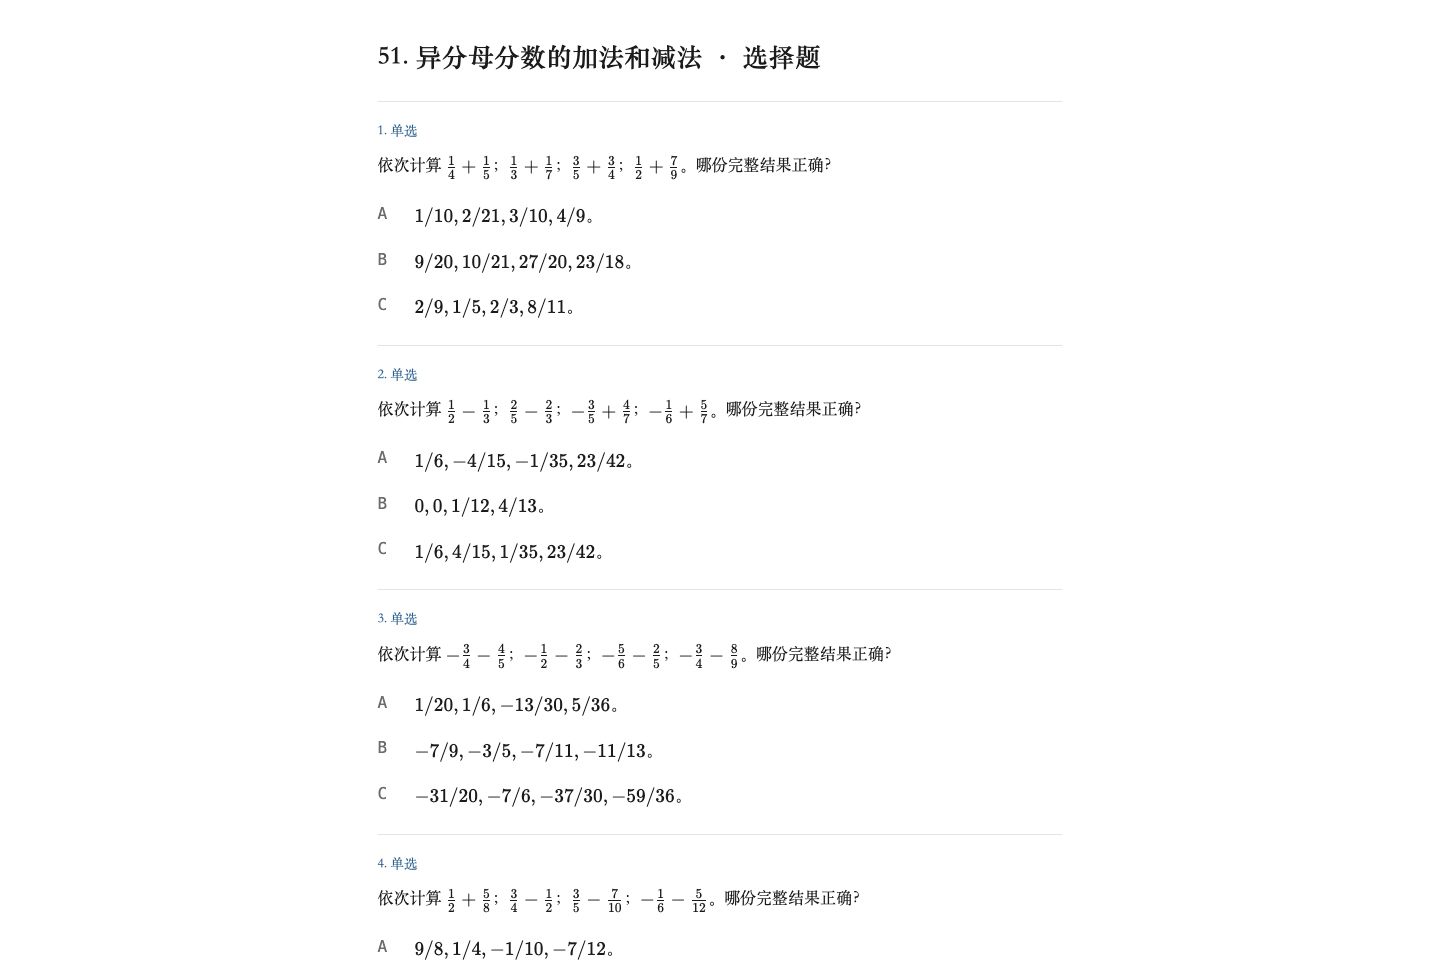 51. 异分母分数的加法和减法 · 选择题
1. 单选
依次计算 1/4 + 1/5; 1/3 + 1/7; 3/5 + 3/4; 1/2 + 7/9。哪份完整结果正确?
A 1/10, 2/21, 3/10, 4/9。
B 9/20, 10/21, 27/20, 23/18。
C 2/9, 1/5, 2/3, 8/11。
2. 单选
依次计算 1/2 − 1/3; 2/5 − 2/3; −3/5 + 4/7; −1/6 + 5/7。哪份完整结果正确?
A 1/6, −4/15, −1/35, 23/42。
B 0, 0, 1/12, 4/13。
C 1/6, 4/15, 1/35, 23/42。
3. 单选
依次计算 −3/4 − 4/5; −1/2 − 2/3; −5/6 − 2/5; −3/4 − 8/9。哪份完整结果正确?
A 1/20, 1/6, −13/30, 5/36。
B −7/9, −3/5, −7/11, −11/13。
C −31/20, −7/6, −37/30, −59/36。
4. 单选
依次计算 1/2 + 5/8; 3/4 − 1/2; 3/5 − 7/10; −1/6 − 5/12。哪份完整结果正确?
A 9/8, 1/4, −1/10, −7/12。